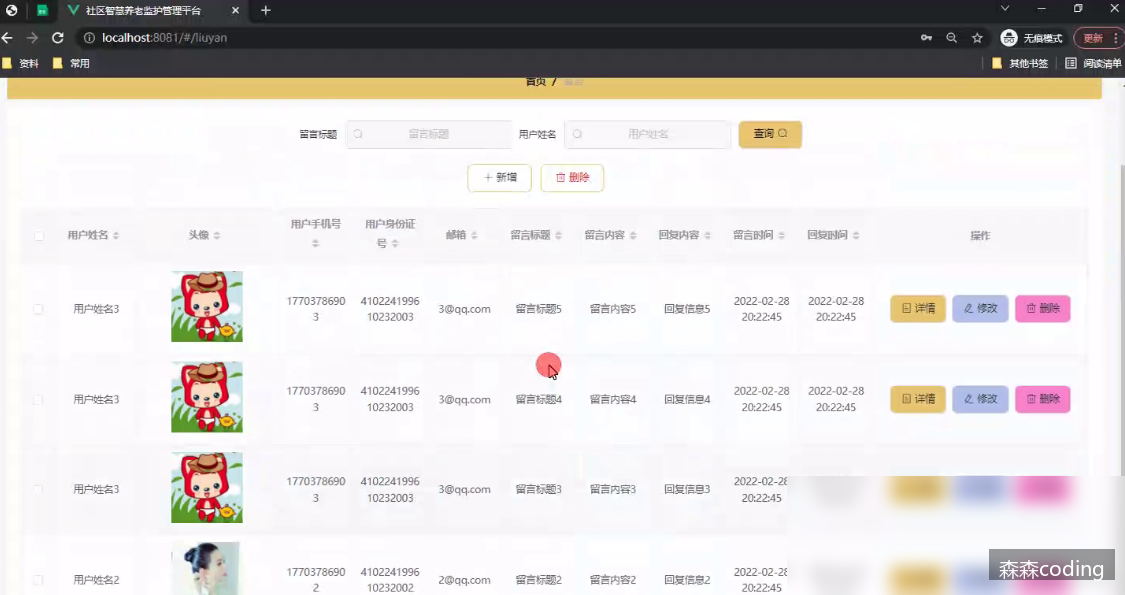 社区智慧养老监护管理平台
localhost:8081/#/liuyan
无痕模式
更新
资料
常用
其他书签
阅读清单
首页 / 留言
留言标题
留言标题
用户姓名
用户姓名
查询
+ 新增
删除
用户姓名
头像
用户手机号
用户身份证号
邮箱
留言标题
留言内容
回复内容
留言时间
回复时间
操作
用户姓名3
17703786903
410224199610232003
3@qq.com
留言标题5
留言内容5
回复信息5
2022-02-28 20:22:45
2022-02-28 20:22:45
详情
修改
删除
用户姓名3
17703786903
410224199610232003
3@qq.com
留言标题4
留言内容4
回复信息4
2022-02-28 20:22:45
2022-02-28 20:22:45
详情
修改
删除
用户姓名3
17703786903
410224199610232003
3@qq.com
留言标题3
留言内容3
回复信息3
2022-02-28 20:22:45
用户姓名2
17703786902
410224199610232002
2@qq.com
留言标题2
留言内容2
回复信息2
2022-02-28 20:22:45
森森coding